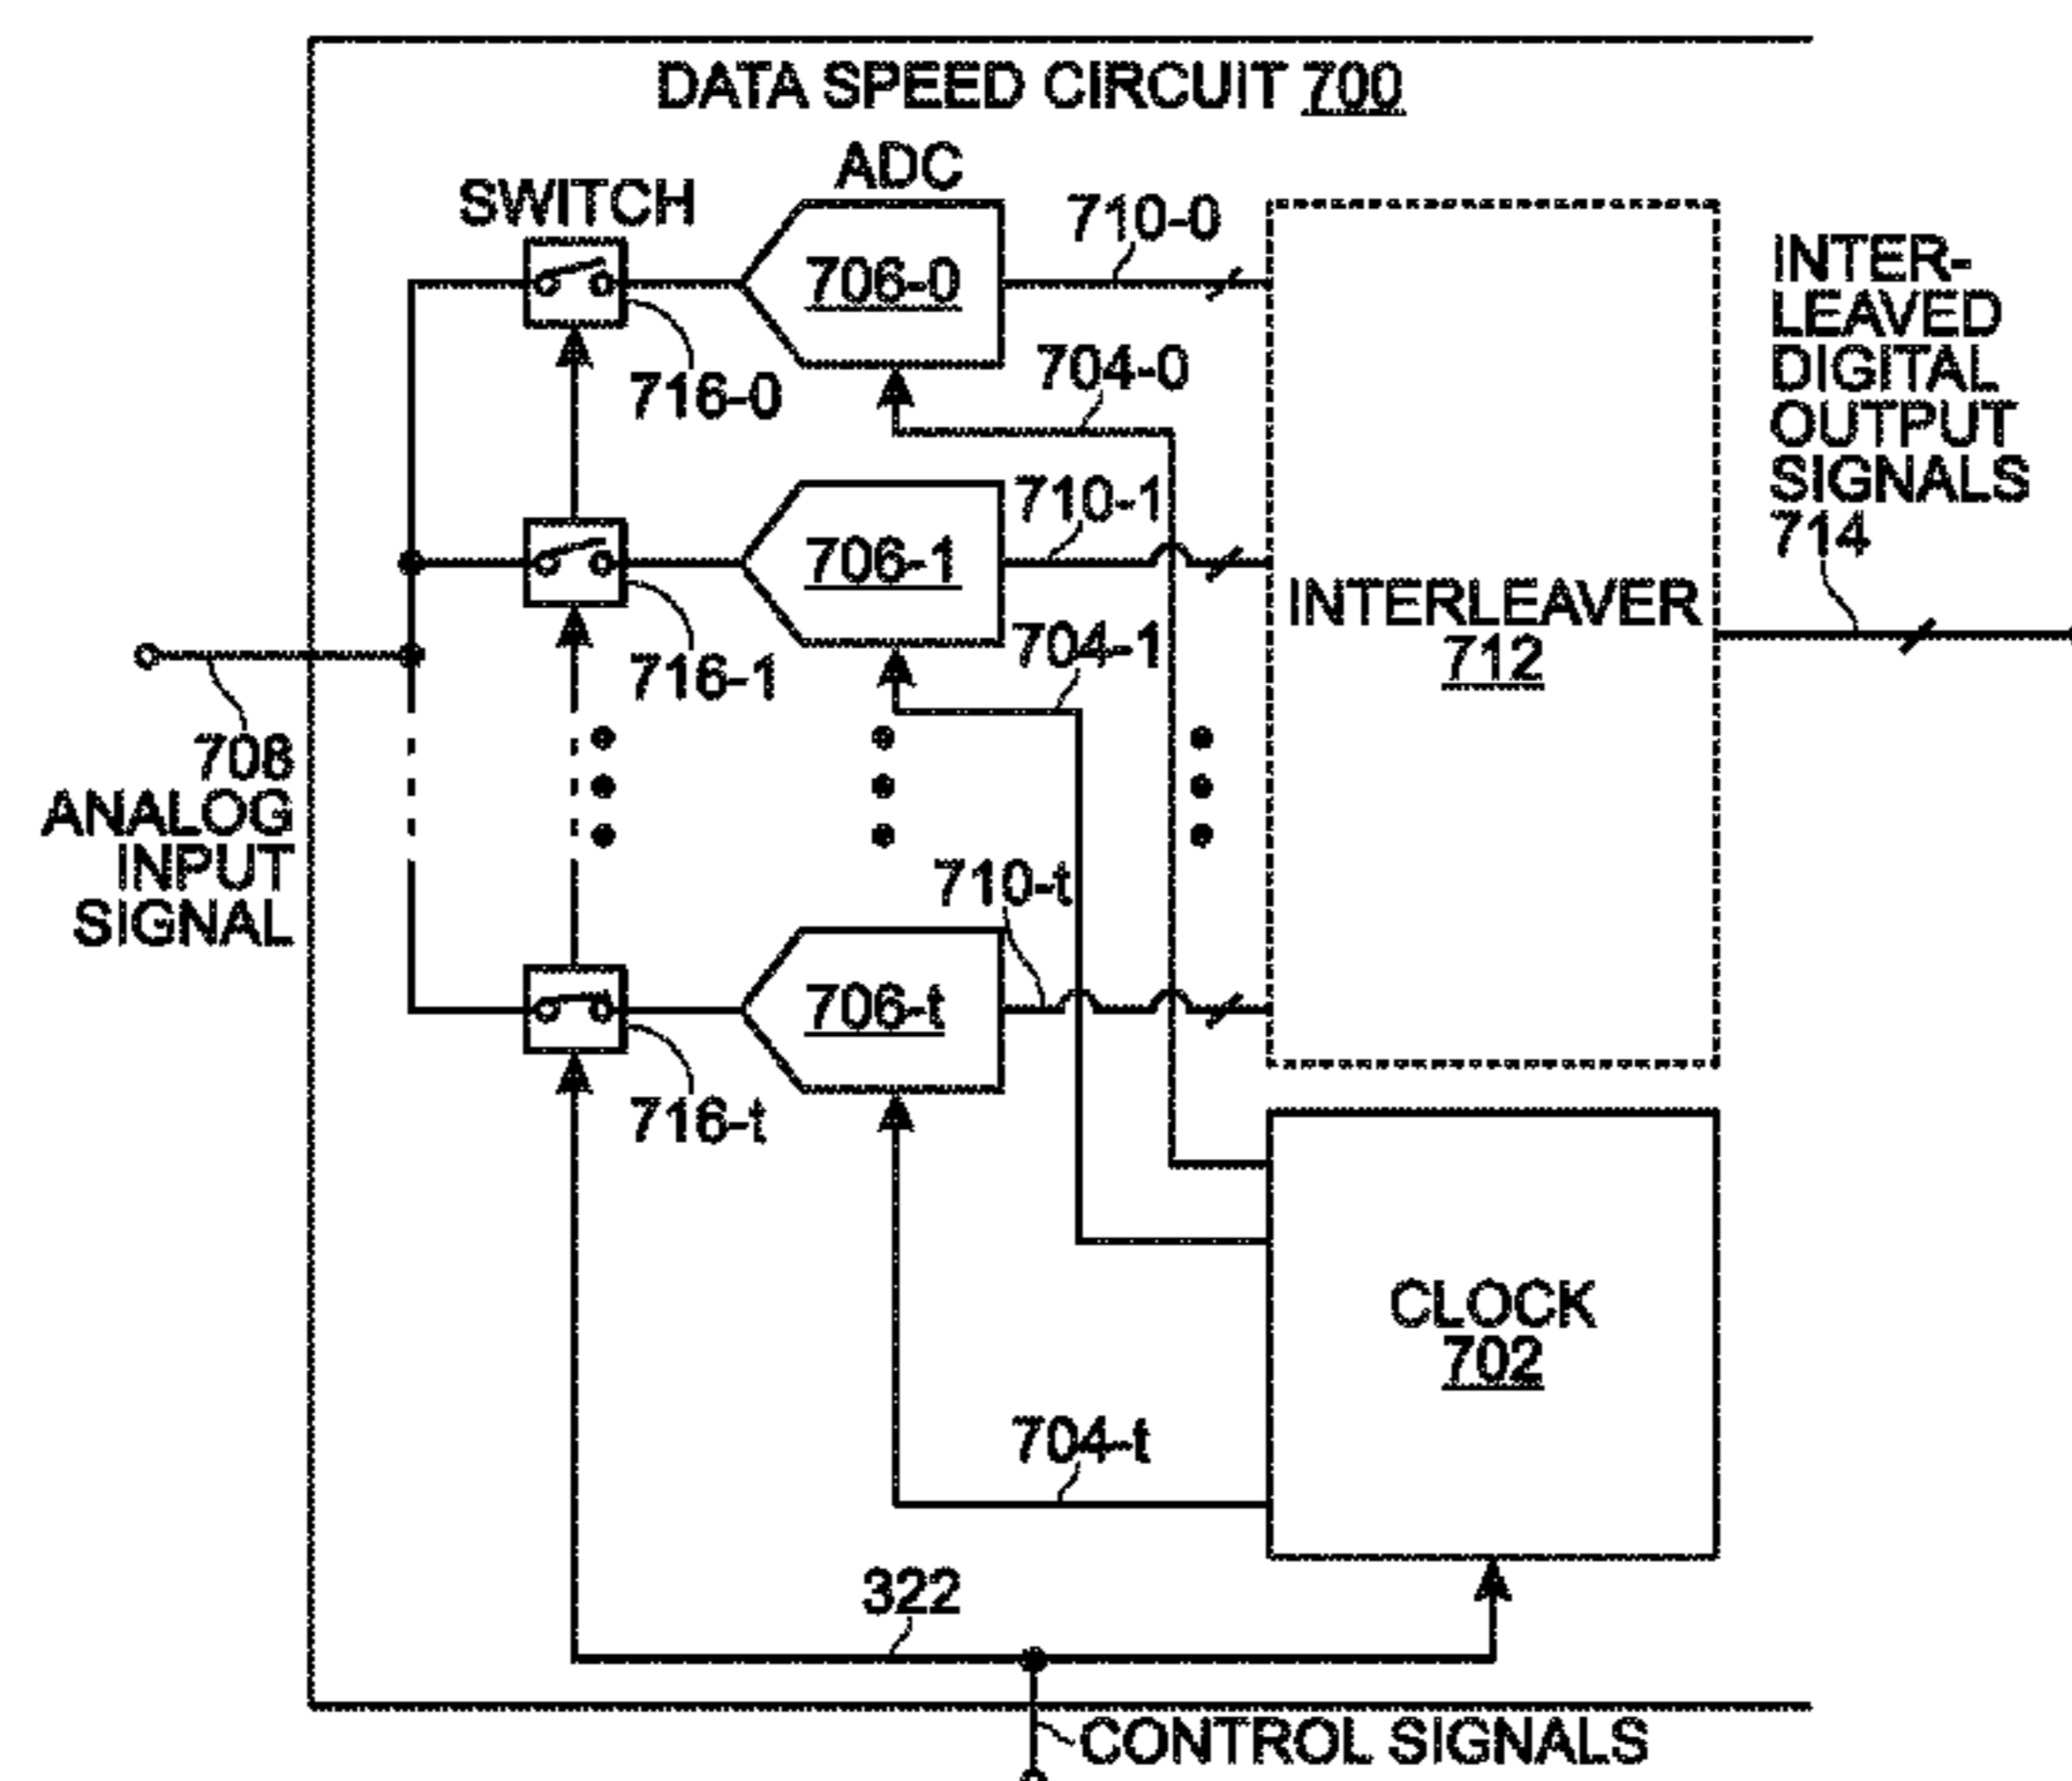 DATA SPEED CIRCUIT 700
ADC
SWITCH
710-0
706-0
INTER-
LEAVED
DIGITAL
OUTPUT
SIGNALS
714
704-0
716-0
710-1
706-1
INTERLEAVER
712
704-1
716-1
708
ANALOG
INPUT
SIGNAL
710-t
706-t
716-t
CLOCK
702
704-t
322
CONTROL SIGNALS